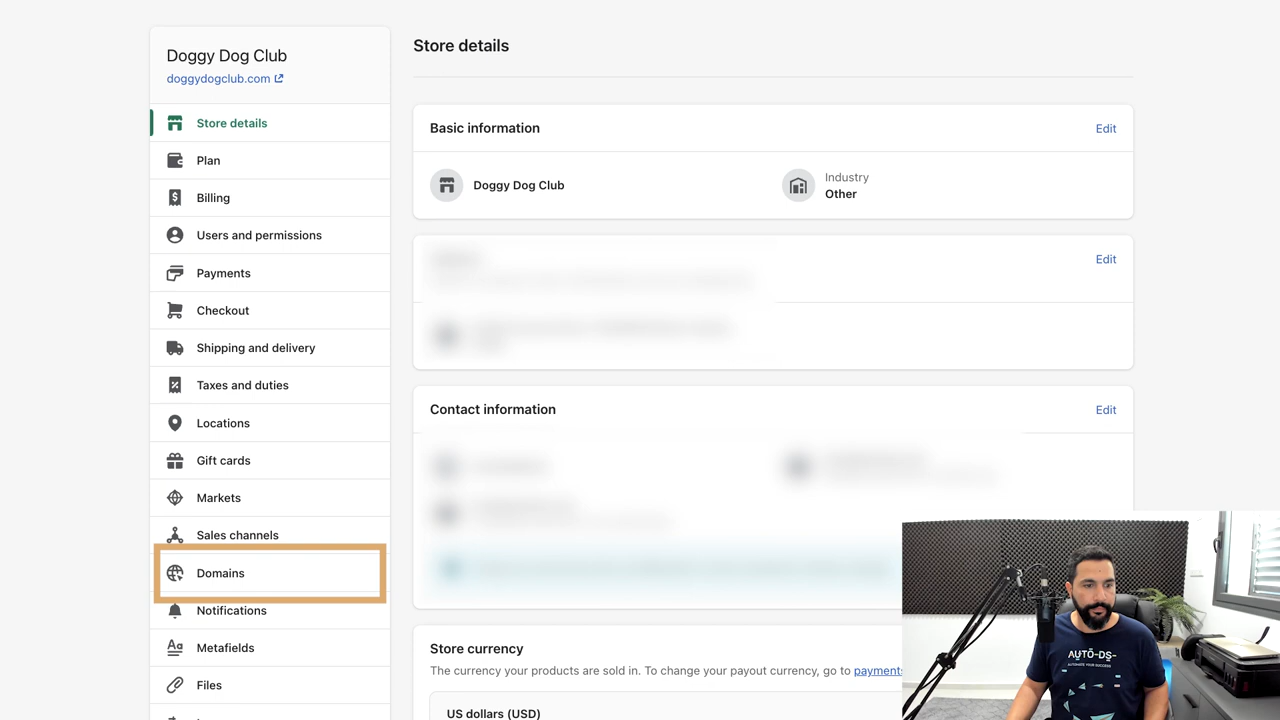 Doggy Dog Club
doggydogclub.com
Store details
Plan
Billing
Users and permissions
Payments
Checkout
Shipping and delivery
Taxes and duties
Locations
Gift cards
Markets
Sales channels
Domains
Notifications
Metafields
Files
Store details
Basic information
Edit
Doggy Dog Club
Industry
Other
Edit
Contact information
Edit
Store currency
The currency your products are sold in. To change your payout currency, go to payments
US dollars (USD)
AUTO-DS-
AUTOMATE YOUR SUCCESS